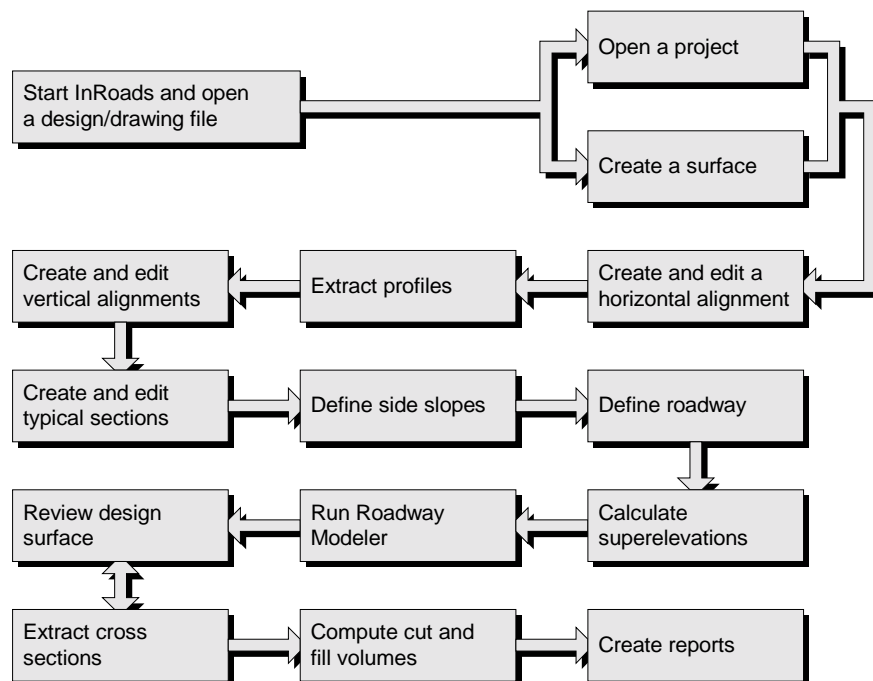 Start InRoads and open
a design/drawing file
Open a project
Create a surface
Create and edit
vertical alignments
Extract profiles
Create and edit a
horizontal alignment
Create and edit
typical sections
Define side slopes
Define roadway
Review design
surface
Run Roadway
Modeler
Calculate
superelevations
Extract cross
sections
Compute cut and
fill volumes
Create reports